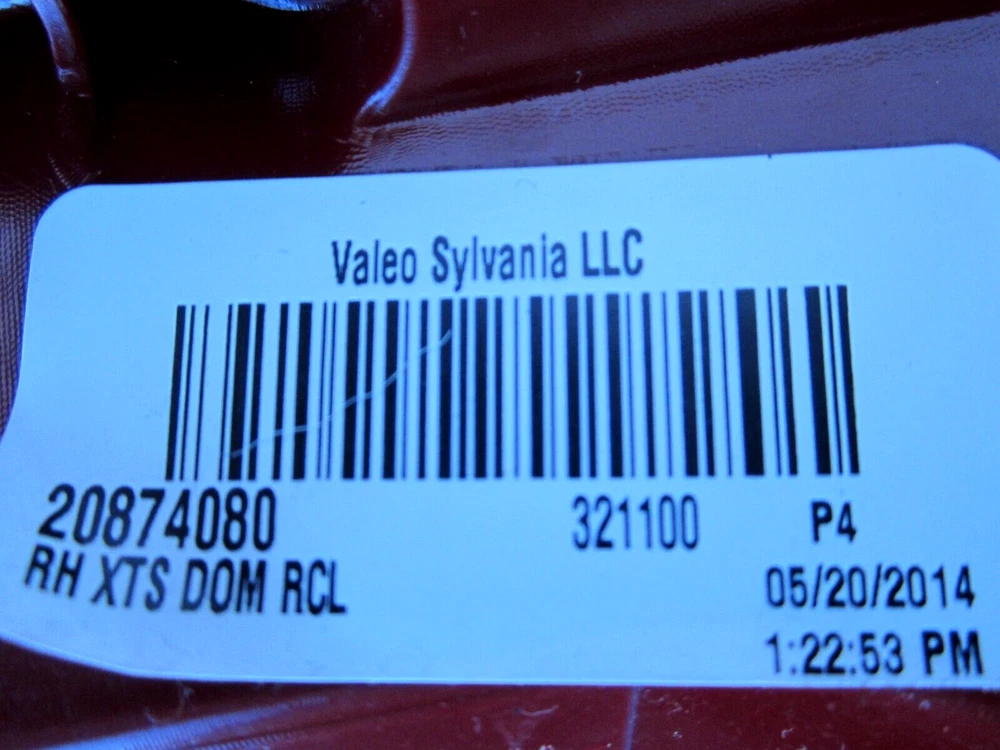 Valeo Sylvania LLC
20874080 321100 P4
RH XTS DOM RCL 05/20/2014
1:22:53 PM